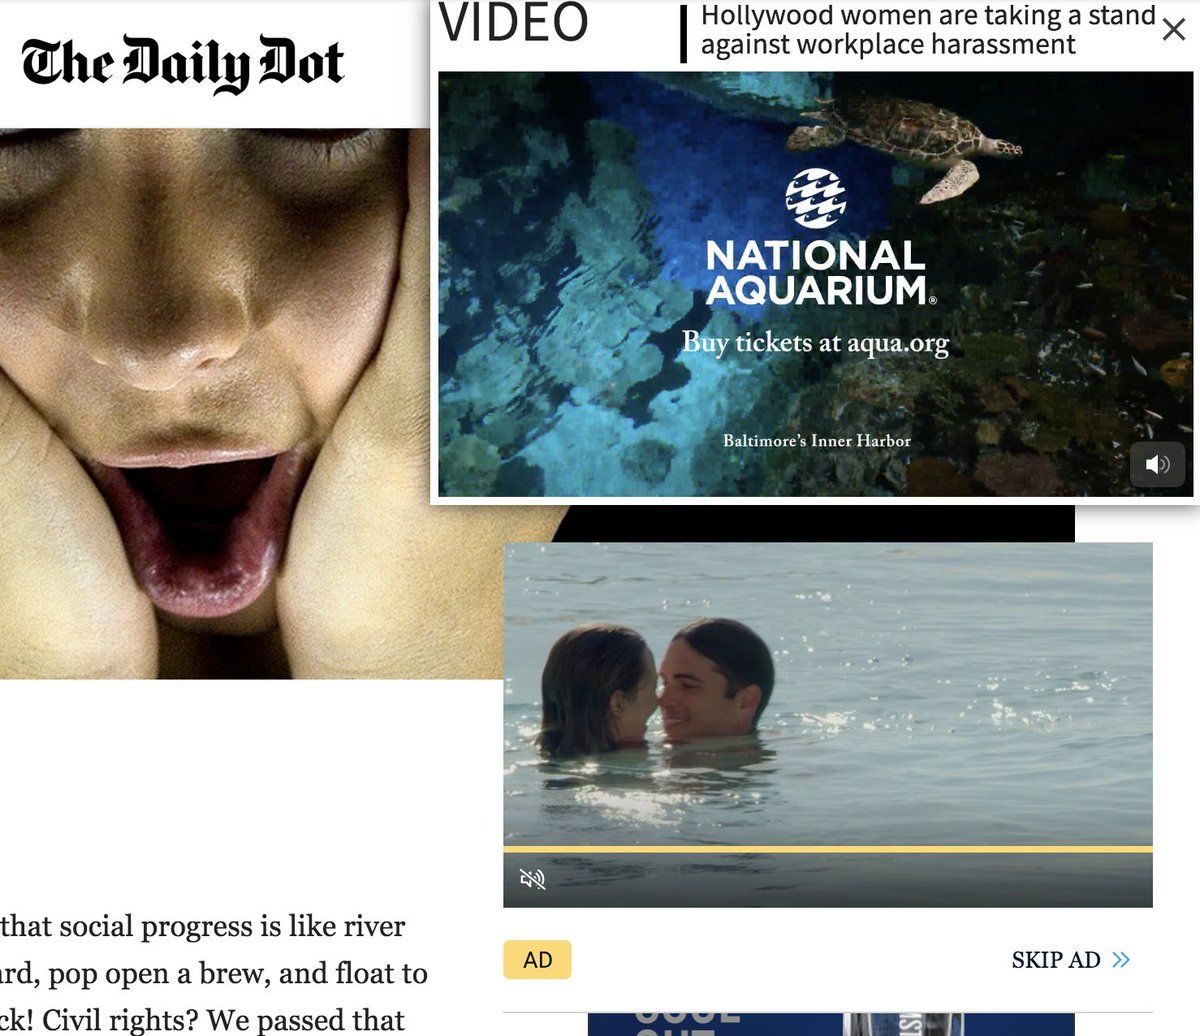 The Daily Dot
VIDEO
Hollywood women are taking a stand
against workplace harassment
NATIONAL
AQUARIUM®
Buy tickets at aqua.org
Baltimore's Inner Harbor
that social progress is like river
rd, pop open a brew, and float to
ck! Civil rights? We passed that
AD
SKIP AD